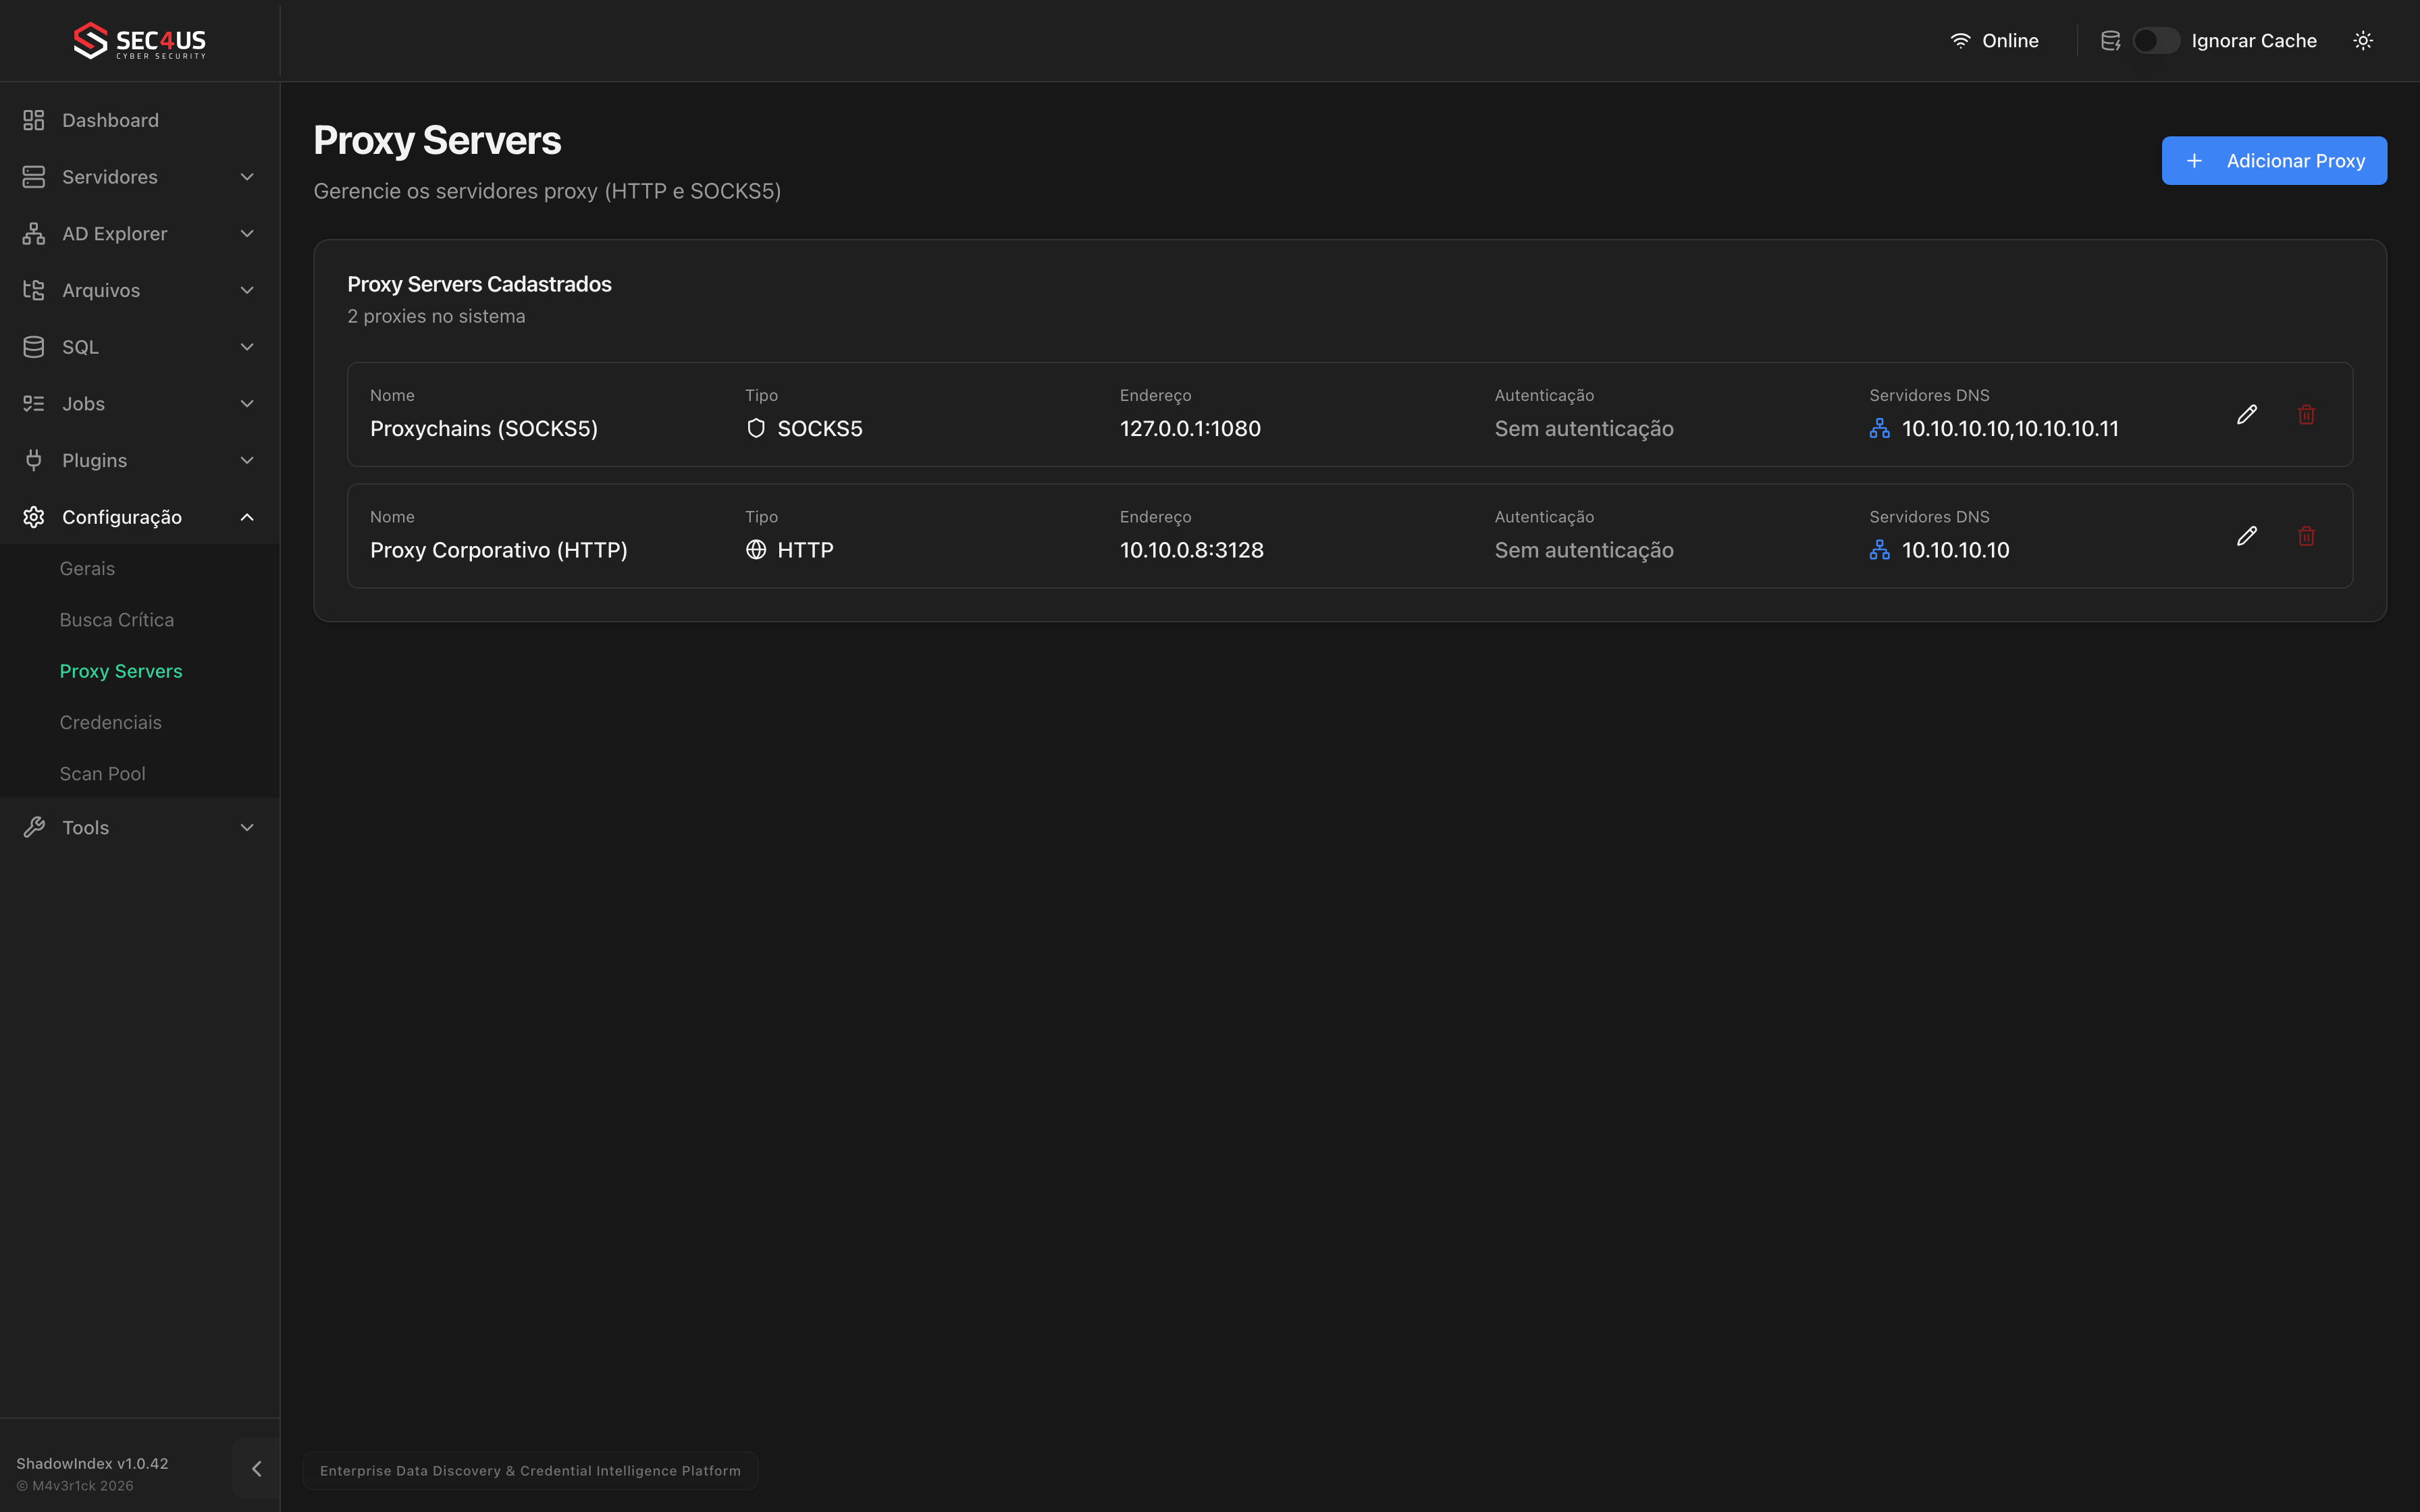 SEC4US
CYBER SECURITY
Online
Ignorar Cache
Dashboard
Servidores
AD Explorer
Arquivos
SQL
Jobs
Plugins
Configuração
Gerais
Busca Crítica
Proxy Servers
Credenciais
Scan Pool
Tools
ShadowIndex v1.0.42
© M4v3r1ck 2026
Proxy Servers
Gerencie os servidores proxy (HTTP e SOCKS5)
Adicionar Proxy
Proxy Servers Cadastrados
2 proxies no sistema
Nome Tipo Endereço Autenticação Servidores DNS
Proxychains (SOCKS5) SOCKS5 127.0.0.1:1080 Sem autenticação 10.10.10.10,10.10.10.11
Nome Tipo Endereço Autenticação Servidores DNS
Proxy Corporativo (HTTP) HTTP 10.10.0.8:3128 Sem autenticação 10.10.10.10
Enterprise Data Discovery & Credential Intelligence Platform